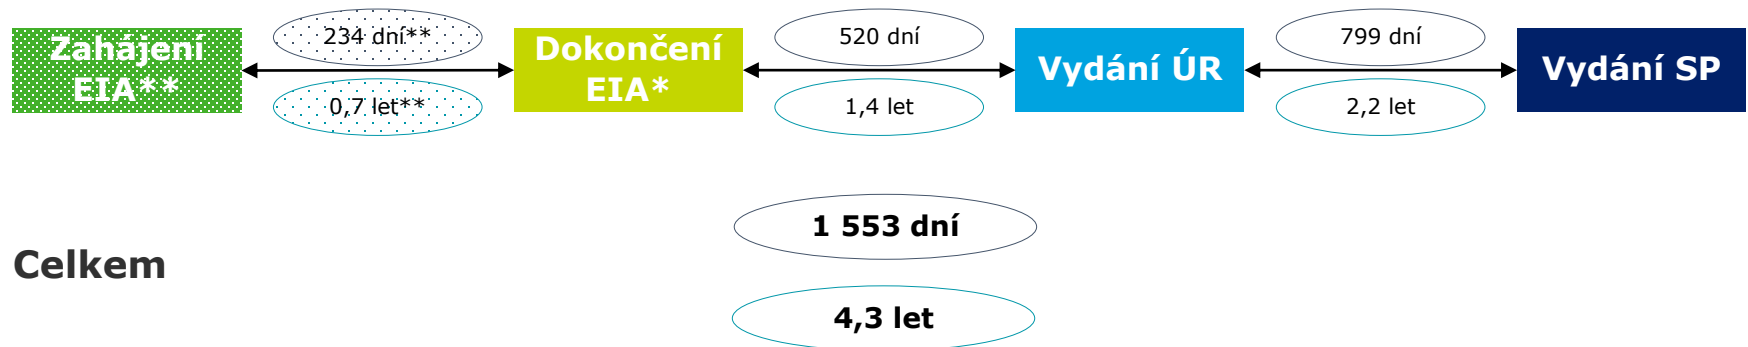 Zahájení
EIA**
234 dní**
0,7 let**
Dokončení
EIA*
520 dní
1,4 let
Vydání ÚR
799 dní
2,2 let
Vydání SP
Celkem
1 553 dní
4,3 let